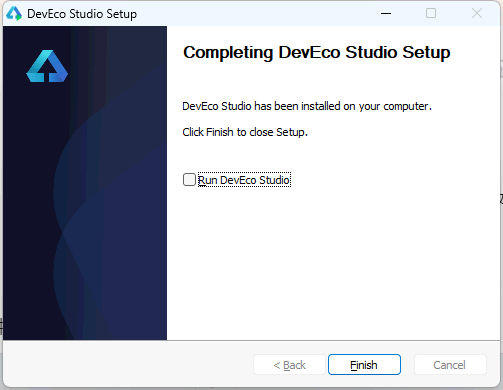 DevEco Studio Setup
Completing DevEco Studio Setup
DevEco Studio has been installed on your computer.
Click Finish to close Setup.
Run DevEco Studio
< Back
Finish
Cancel